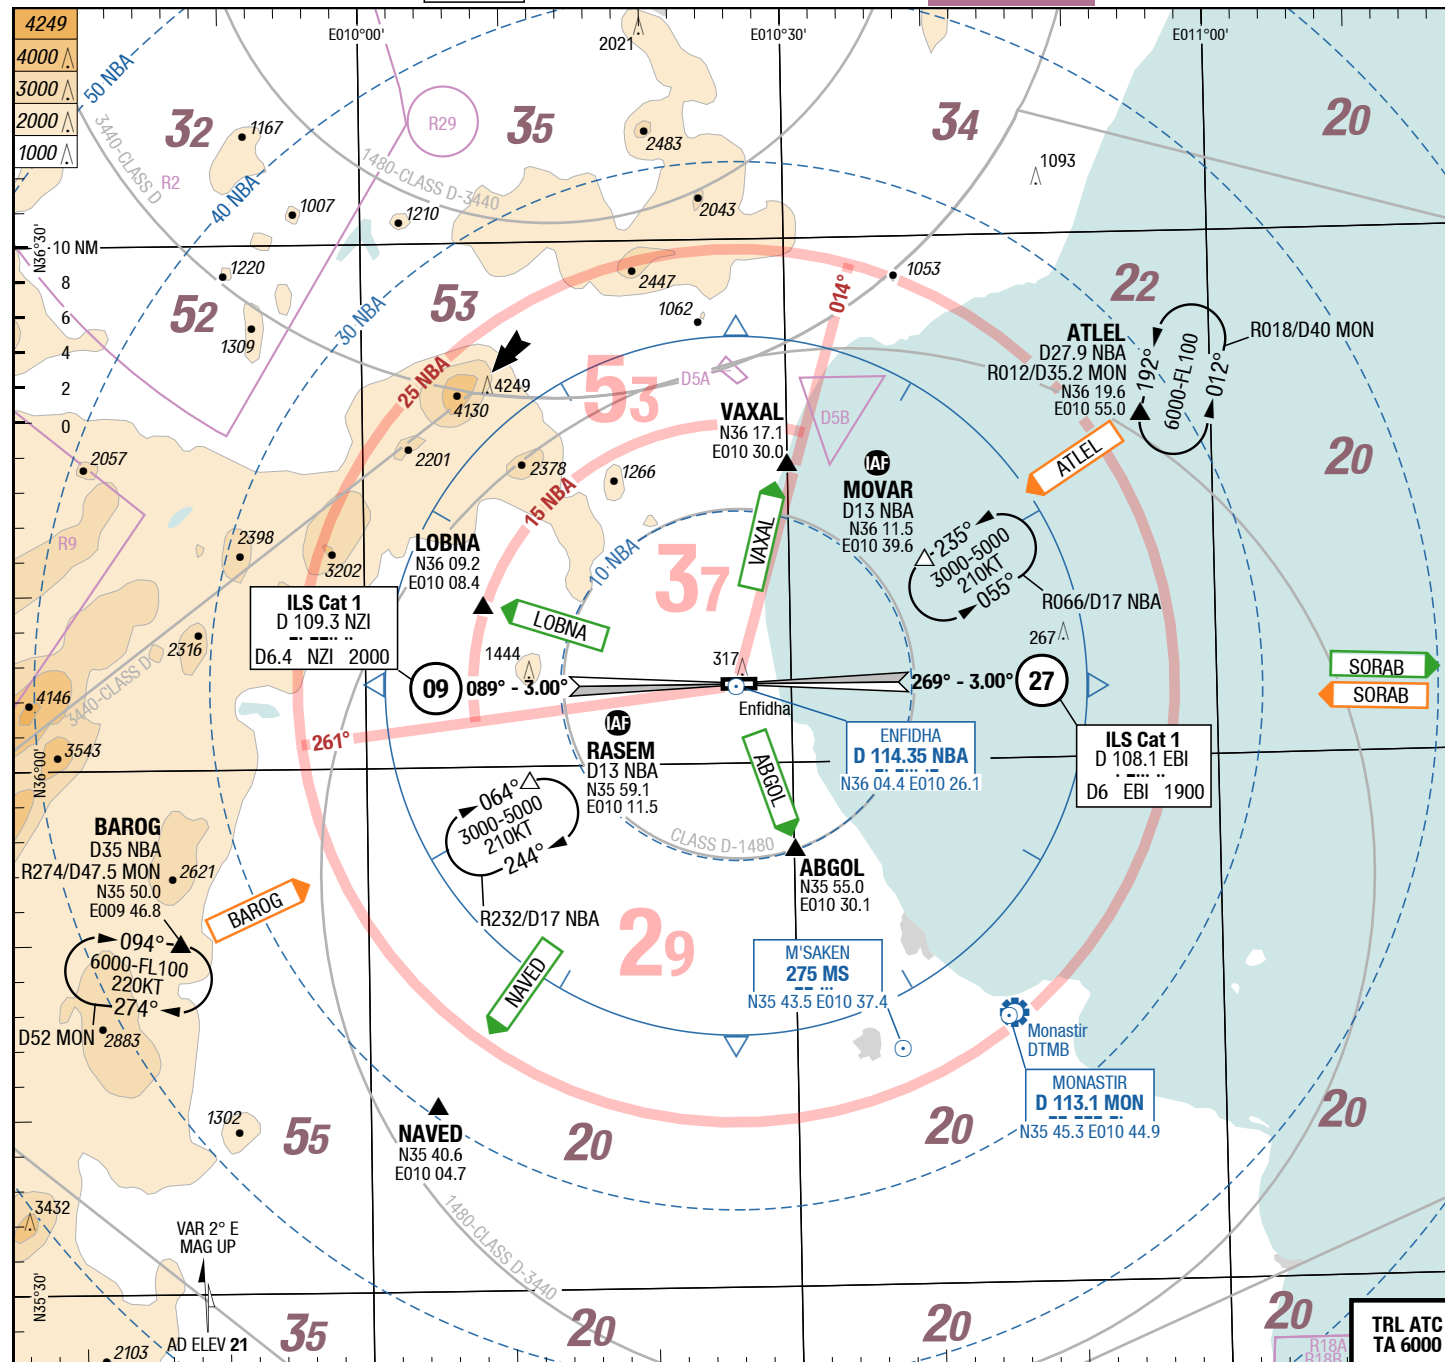 4249
4000
3000
2000
1000
E010°00'
E010°30'
E011°00'
2021
50 NBA
32
1167
R29
35
2483
34
20
1093
3440-CLASS D
R2
1480-CLASS D-3440
40 NBA
1007
1210
2043
N36°30'
10 NM
8
6
4
2
0
1220
52
1309
30 NBA
53
2447
1062
014°
1053
22
ATLEL
D27.9 NBA
R012/D35.2 MON
N36 19.6
E010 55.0
192°
6000-FL100
012°
R018/D40 MON
25 NBA
4249
4130
53
D5A
D5B
VAXAL
N36 17.1
E010 30.0
2057
2201
2378
1266
15 NBA
IAF
MOVAR
D13 NBA
N36 11.5
E010 39.6
ATLEL
20
R9
2398
3202
LOBNA
N36 09.2
E010 08.4
10 NBA
37
VAXAL
235°
3000-5000
210KT
055°
R066/D17 NBA
ILS Cat 1
D 109.3 NZI
D6.4 NZI 2000
LOBNA
2316
1444
317
267
3440-CLASS D
4146
09
089° - 3.00°
269° - 3.00°
27
SORAB
SORAB
Enfidha
261°
3543
N36°00'
IAF
RASEM
D13 NBA
N35 59.1
E010 11.5
ABGOL
ENFIDHA
D 114.35 NBA
N36 04.4 E010 26.1
ILS Cat 1
D 108.1 EBI
D6 EBI 1900
064°
3000-5000
210KT
244°
R232/D17 NBA
CLASS D-1480
ABGOL
N35 55.0
E010 30.1
BAROG
D35 NBA
R274/D47.5 MON
N35 50.0
E009 46.8
2621
BAROG
094°
6000-FL100
220KT
274°
D52 MON
2883
NAVED
29
M'SAKEN
275 MS
N35 43.5 E010 37.4
Monastir
DTMB
MONASTIR
D 113.1 MON
N35 45.3 E010 44.9
1302
55
NAVED
N35 40.6
E010 04.7
20
20
20
3432
VAR 2° E
MAG UP
1480-CLASS D-3440
N35°30'
AD ELEV 21
2103
35
20
20
20
R18A
R18B
TRL ATC
TA 6000